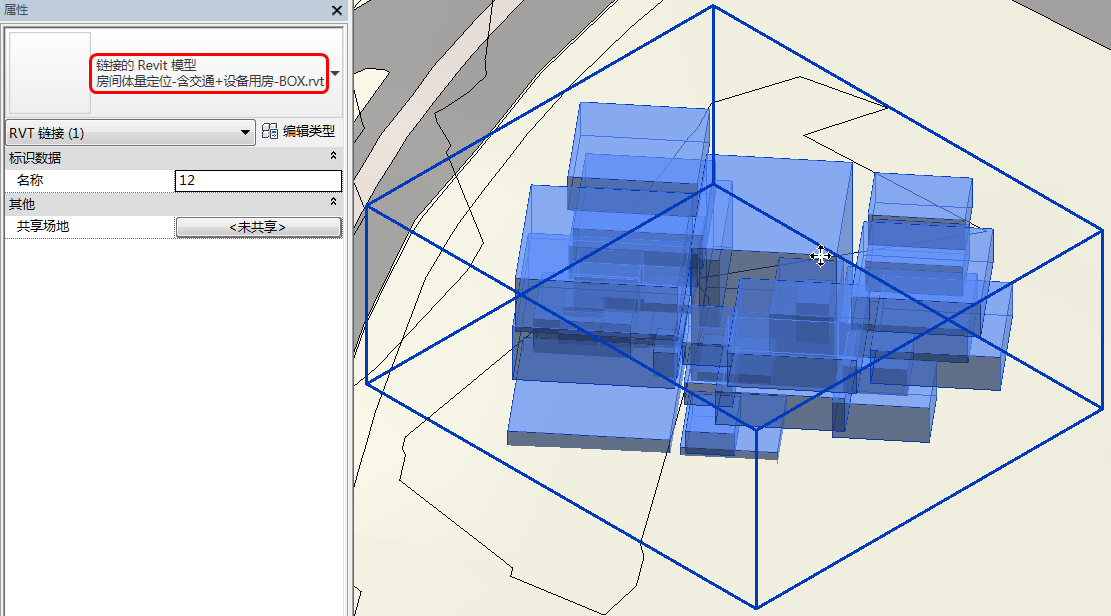 属性
链接的 Revit 模型
房间体量定位-含交通+设备用房-BOX.rvt
RVT 链接 (1)
编辑类型
标识数据
名称 12
其他
共享场地 <未共享>